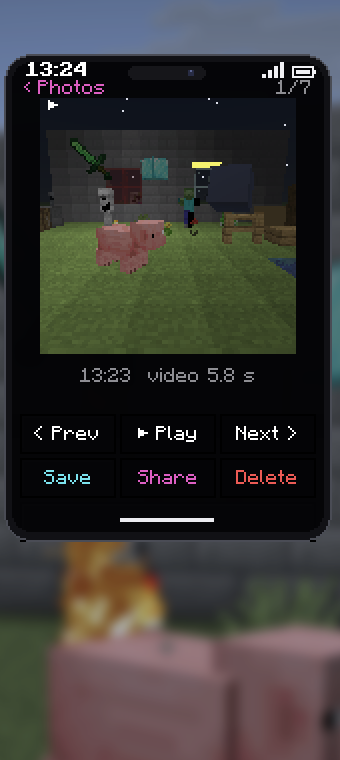 13:24
< Photos
1/7
13:23 video 5.8 s
< Prev
Play
Next >
Save
Share
Delete